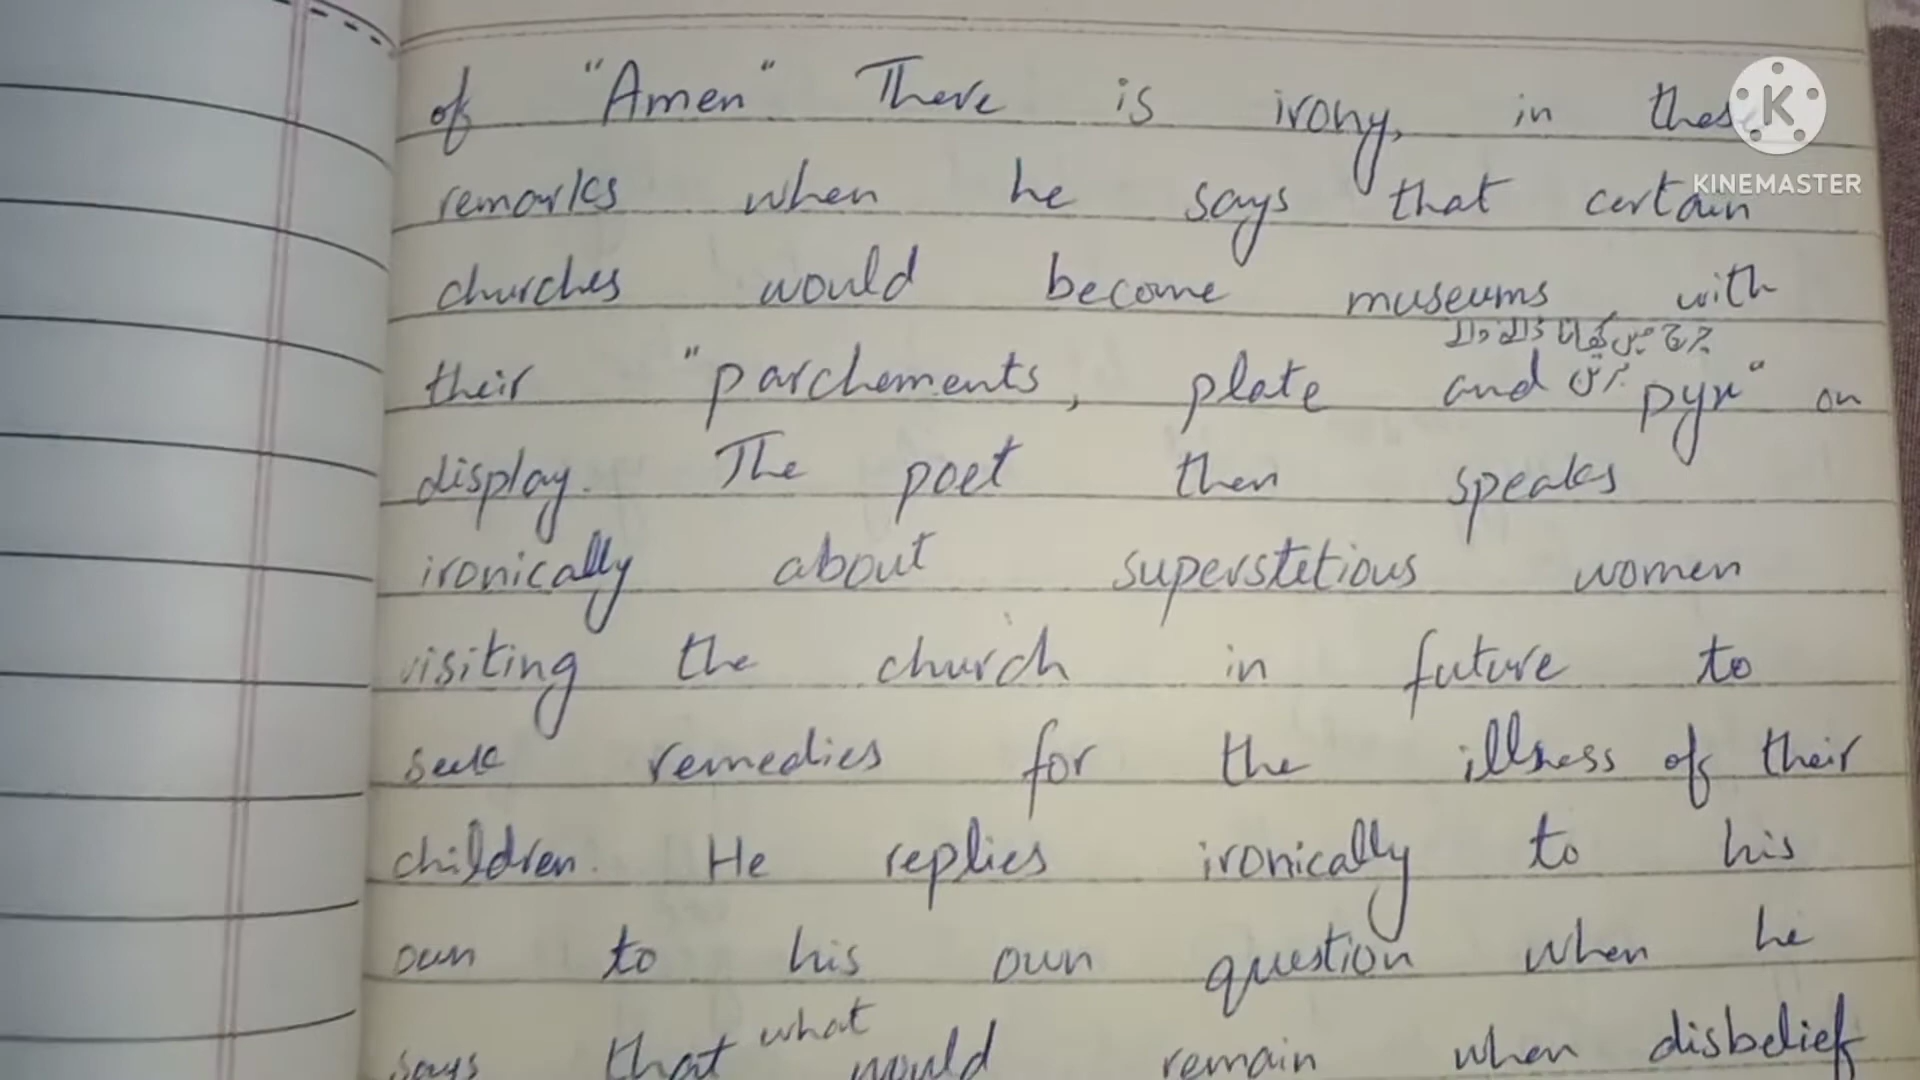 of "Amen" There is irony, in these
remarks when he says that certain
churches would become museums, with
their "parchements, plate and pyx" on
display. The poet then speaks
ironically about superstetious women
visiting the church in future to
seek remedies for the illness of their
children. He replies ironically to his
own to his own question when he
says that what would remain when disbelief
KINEMASTER